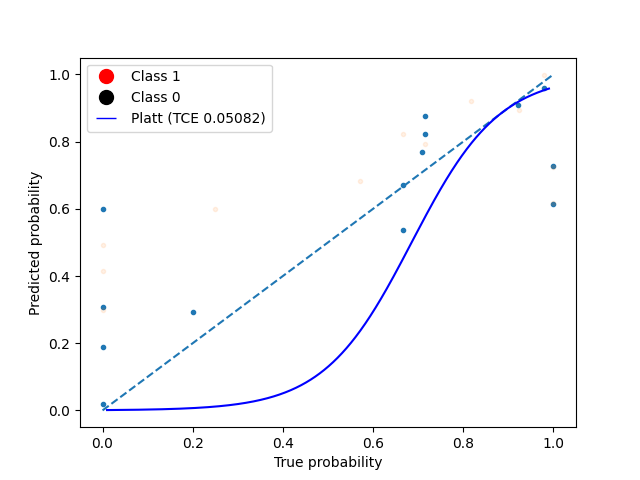 Class 1
Class 0
Platt (TCE 0.05082)
Predicted probability
1.0
0.8
0.6
0.4
0.2
0.0
0.0 0.2 0.4 0.6 0.8 1.0
True probability